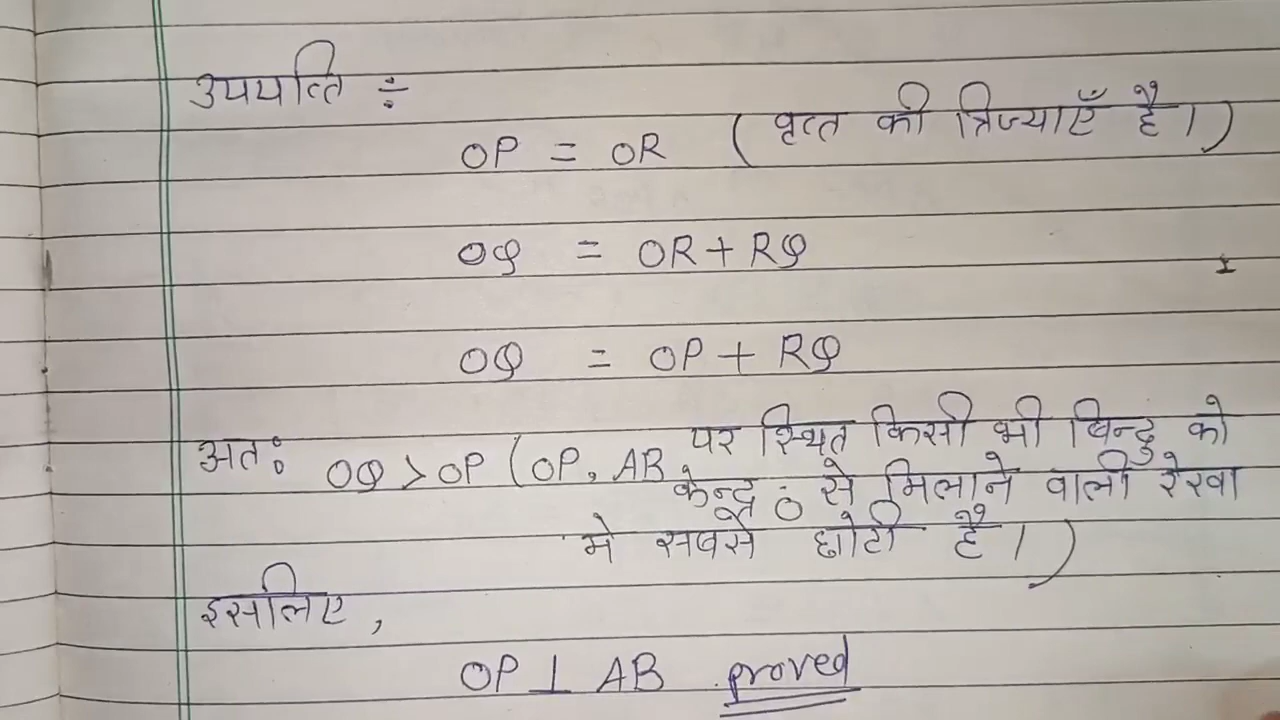 उपपत्ति ÷
OP = OR ( वृत्त की त्रिज्याएँ हैं। )
OQ = OR + RQ
OQ = OP + RQ
अतः OQ > OP ( OP, AB पर स्थित किसी भी बिन्दु को
केन्द्र O से मिलाने वाली रेखा
मे सबसे छोटी हैं। )
इसलिए,
OP ⊥ AB proved